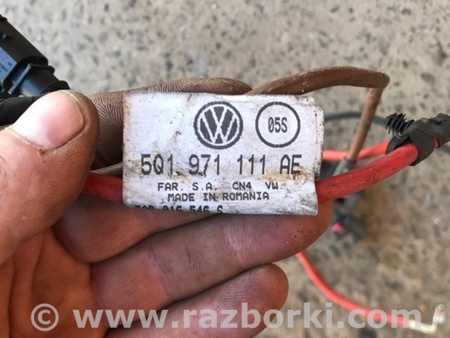 05S
5Q1 971 111 AE
FAR. S.A. CN4 VW
MADE IN ROMANIA
© www.razborki.com